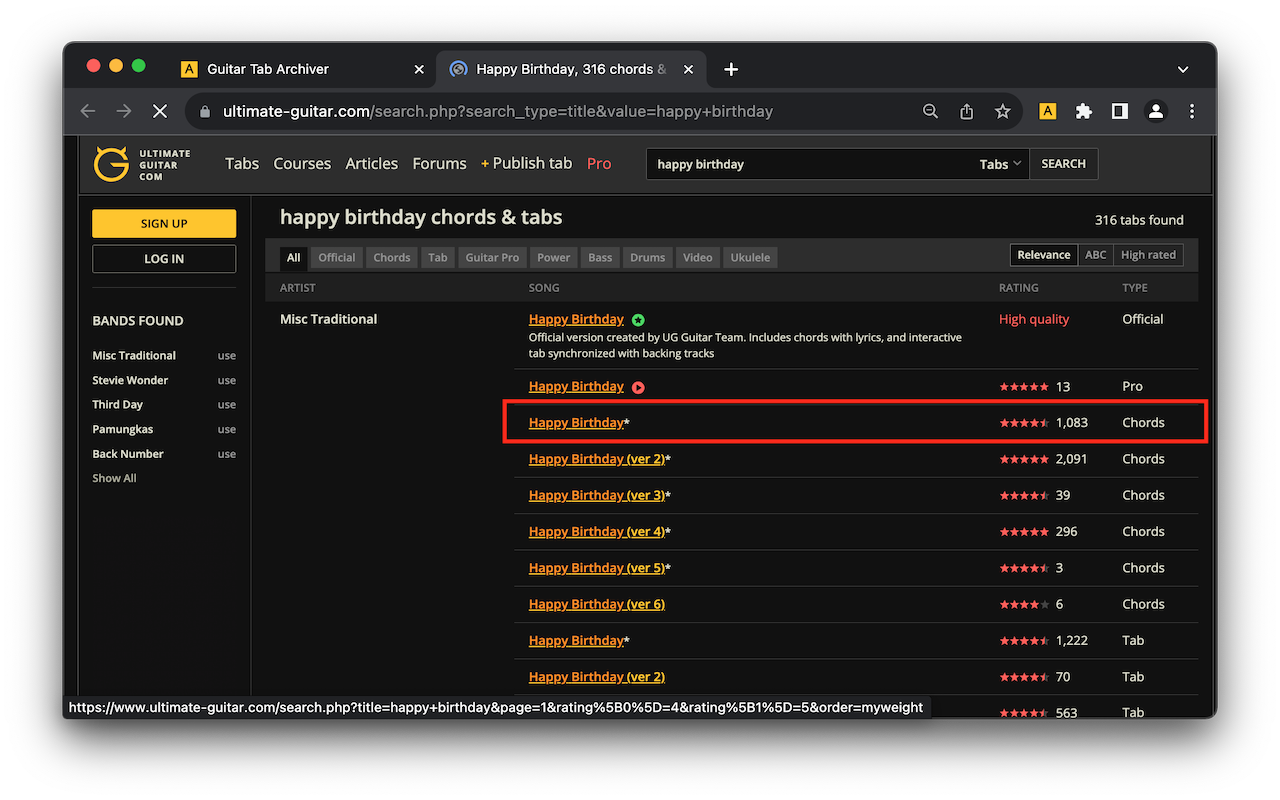 A Guitar Tab Archiver
Happy Birthday, 316 chords &
ultimate-guitar.com/search.php?search_type=title&value=happy+birthday
A
ULTIMATE
GUITAR
COM
Tabs Courses Articles Forums + Publish tab Pro
happy birthday Tabs SEARCH
SIGN UP
LOG IN
BANDS FOUND
Misc Traditional use
Stevie Wonder use
Third Day use
Pamungkas use
Back Number use
Show All
happy birthday chords & tabs
316 tabs found
All Official Chords Tab Guitar Pro Power Bass Drums Video Ukulele
Relevance ABC High rated
ARTIST SONG RATING TYPE
Misc Traditional Happy Birthday High quality Official
Official version created by UG Guitar Team. Includes chords with lyrics, and interactive
tab synchronized with backing tracks
Happy Birthday 13 Pro
Happy Birthday* 1,083 Chords
Happy Birthday (ver 2)* 2,091 Chords
Happy Birthday (ver 3)* 39 Chords
Happy Birthday (ver 4)* 296 Chords
Happy Birthday (ver 5)* 3 Chords
Happy Birthday (ver 6) 6 Chords
Happy Birthday* 1,222 Tab
Happy Birthday (ver 2) 70 Tab
563 Tab
https://www.ultimate-guitar.com/search.php?title=happy+birthday&page=1&rating%5B0%5D=4&rating%5B1%5D=5&order=myweight